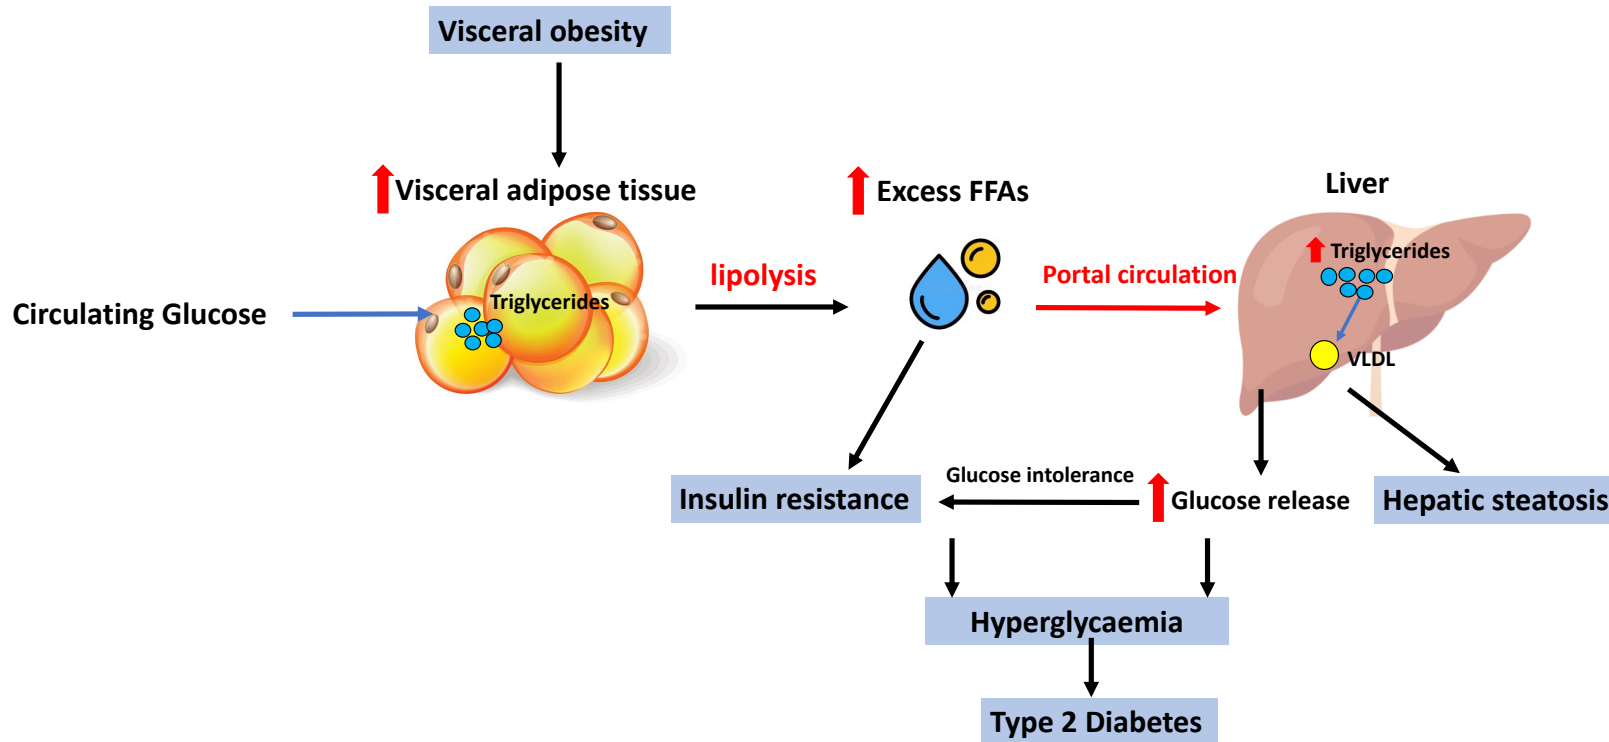 Visceral obesity
Visceral adipose tissue
Excess FFAs
Liver
Triglycerides
lipolysis
Portal circulation
Triglycerides
Circulating Glucose
VLDL
Glucose intolerance
Insulin resistance
Glucose release
Hepatic steatosis
Hyperglycaemia
Type 2 Diabetes